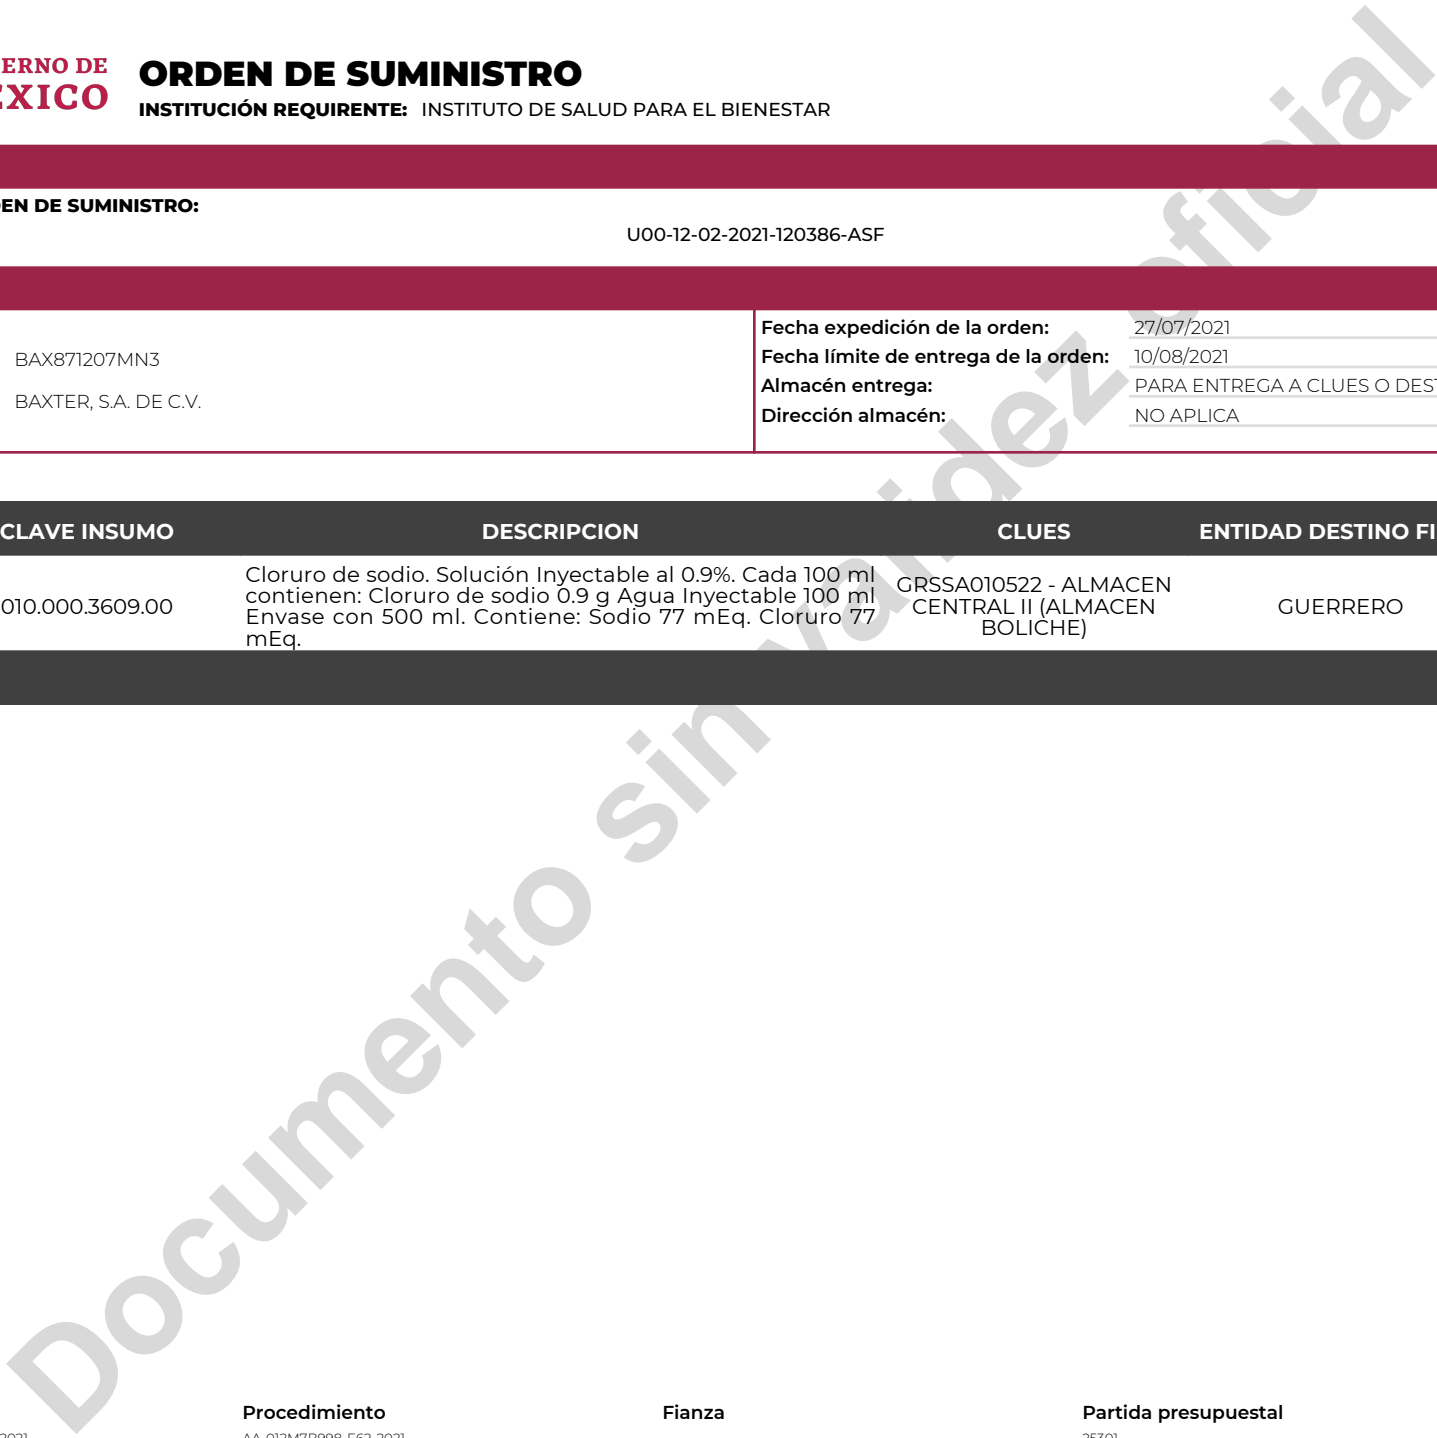 ERNO DE
ÉXICO
ORDEN DE SUMINISTRO
INSTITUCIÓN REQUIRENTE: INSTITUTO DE SALUD PARA EL BIENESTAR
EN DE SUMINISTRO:
U00-12-02-2021-120386-ASF
BAX871207MN3
BAXTER, S.A. DE C.V.
Fecha expedición de la orden: 27/07/2021
Fecha límite de entrega de la orden: 10/08/2021
Almacén entrega: PARA ENTREGA A CLUES O DEST
Dirección almacén: NO APLICA
CLAVE INSUMO DESCRIPCION CLUES ENTIDAD DESTINO FI
010.000.3609.00
Cloruro de sodio. Solución Inyectable al 0.9%. Cada 100 ml
contienen: Cloruro de sodio 0.9 g Agua Inyectable 100 ml
Envase con 500 ml. Contiene: Sodio 77 mEq. Cloruro 77
mEq.
GRSSA010522 - ALMACEN
CENTRAL II (ALMACEN
BOLICHE)
GUERRERO
Documento sin validez oficial
Procedimiento Fianza Partida presupuestal